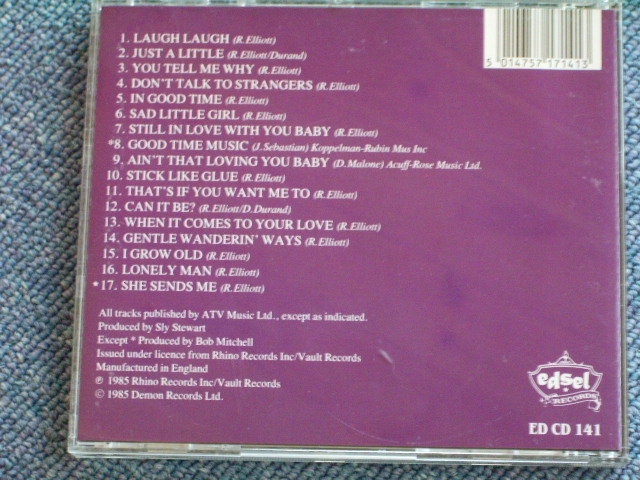 1. LAUGH LAUGH (R.Elliott)
2. JUST A LITTLE (R.Elliott/Durand)
3. YOU TELL ME WHY (R.Elliott)
4. DON'T TALK TO STRANGERS (R.Elliott)
5. IN GOOD TIME (R.Elliott)
6. SAD LITTLE GIRL (R.Elliott)
7. STILL IN LOVE WITH YOU BABY (R.Elliott)
*8. GOOD TIME MUSIC (J.Sebastian) Koppelman-Rubin Mus Inc
9. AIN'T THAT LOVING YOU BABY (D.Malone) Acuff-Rose Music Ltd.
10. STICK LIKE GLUE (R.Elliott)
11. THAT'S IF YOU WANT ME TO (R.Elliott)
12. CAN IT BE? (R.Elliott/D.Durand)
13. WHEN IT COMES TO YOUR LOVE (R.Elliott)
14. GENTLE WANDERIN' WAYS (R.Elliott)
15. I GROW OLD (R.Elliott)
16. LONELY MAN (R.Elliott)
*17. SHE SENDS ME (R.Elliott)
All tracks published by ATV Music Ltd., except as indicated.
Produced by Sly Stewart
Except * Produced by Bob Mitchell
Issued under licence from Rhino Records Inc/Vault Records
Manufactured in England
℗ 1985 Rhino Records Inc/Vault Records
© 1985 Demon Records Ltd.
5 014757 171413
edsel
RECORDS
ED CD 141